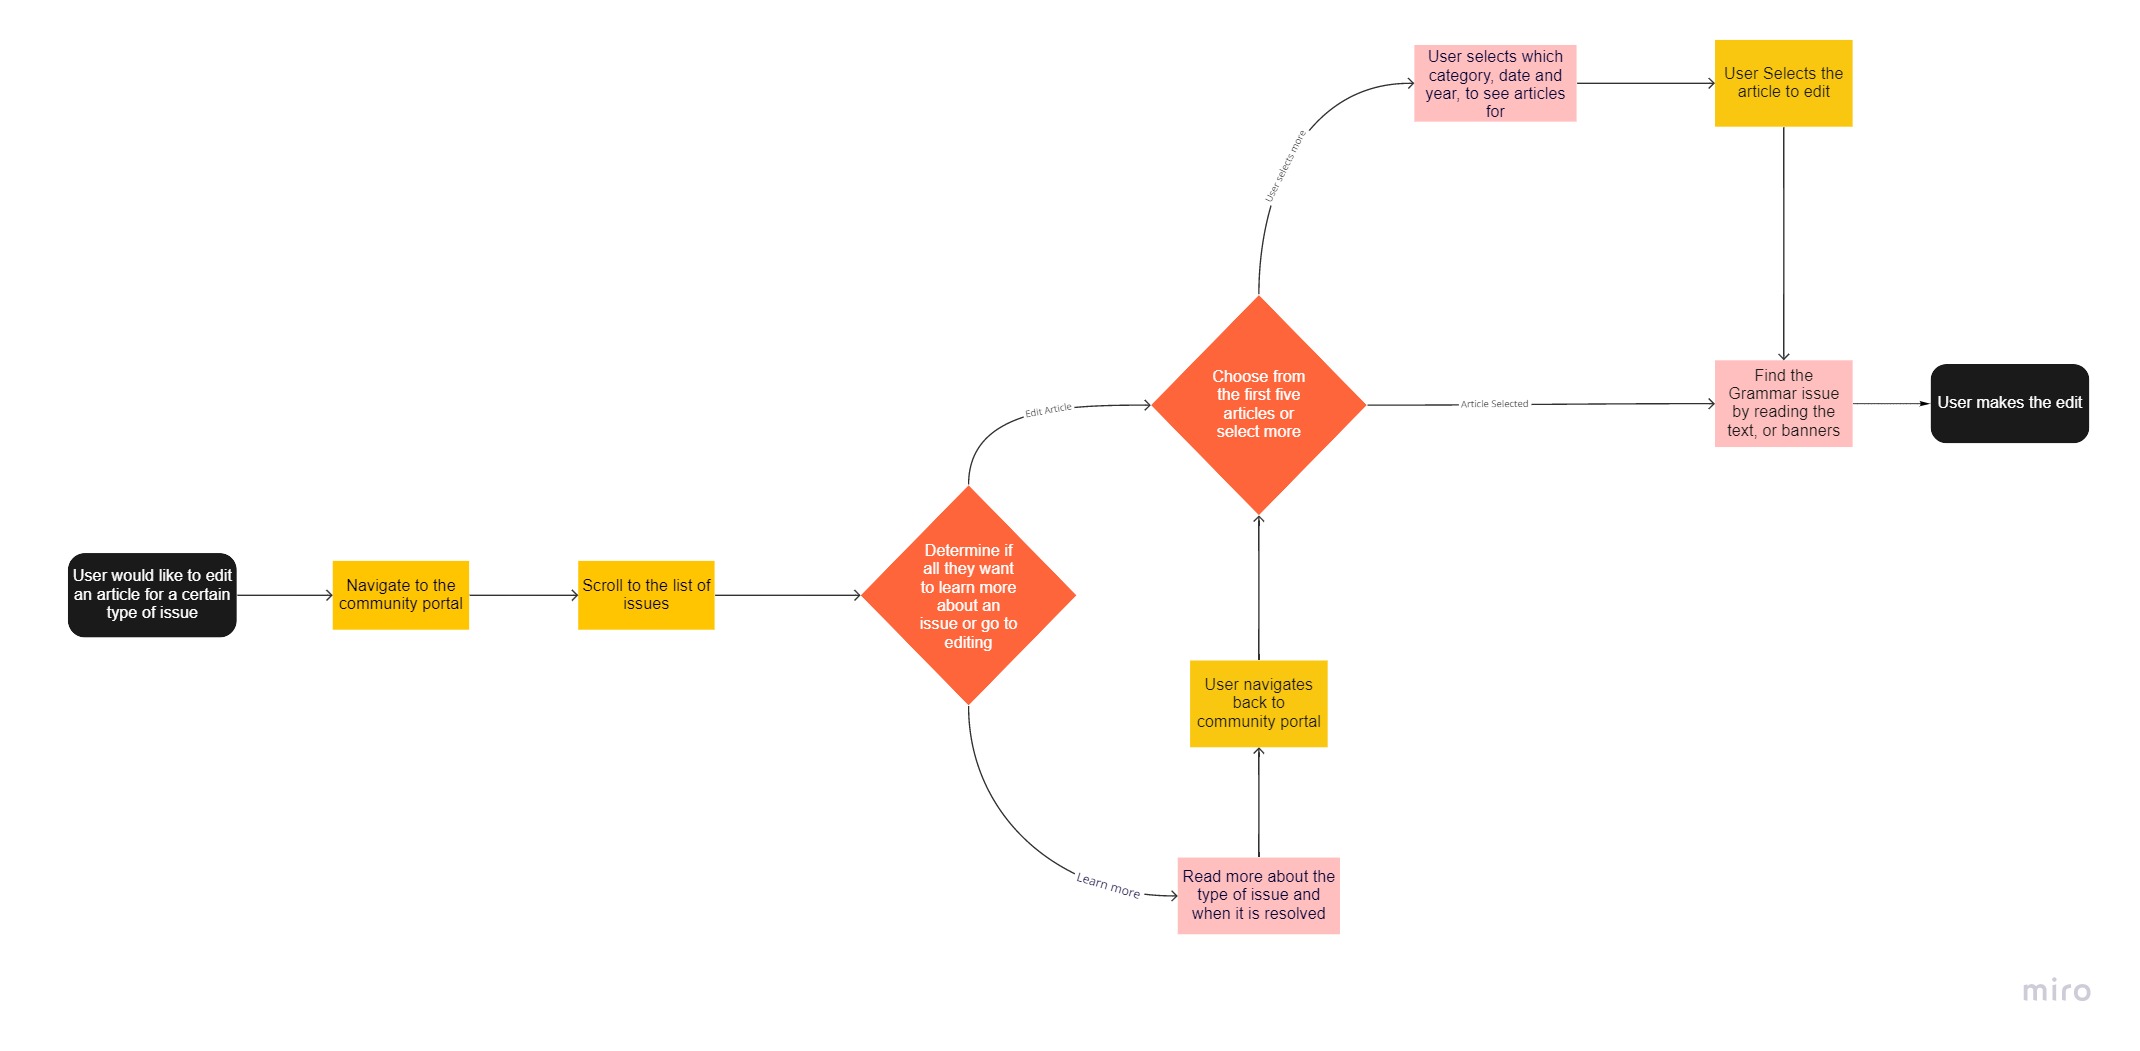 User would like to edit
an article for a certain
type of issue
Navigate to the
community portal
Scroll to the list of
issues
Determine if
all they want
to learn more
about an
issue or go to
editing
Edit Article
Learn more
Read more about the
type of issue and
when it is resolved
User navigates
back to
community portal
Choose from
the first five
articles or
select more
User selects more
Article Selected
User selects which
category, date and
year, to see articles
for
User Selects the
article to edit
Find the
Grammar issue
by reading the
text, or banners
User makes the edit
miro